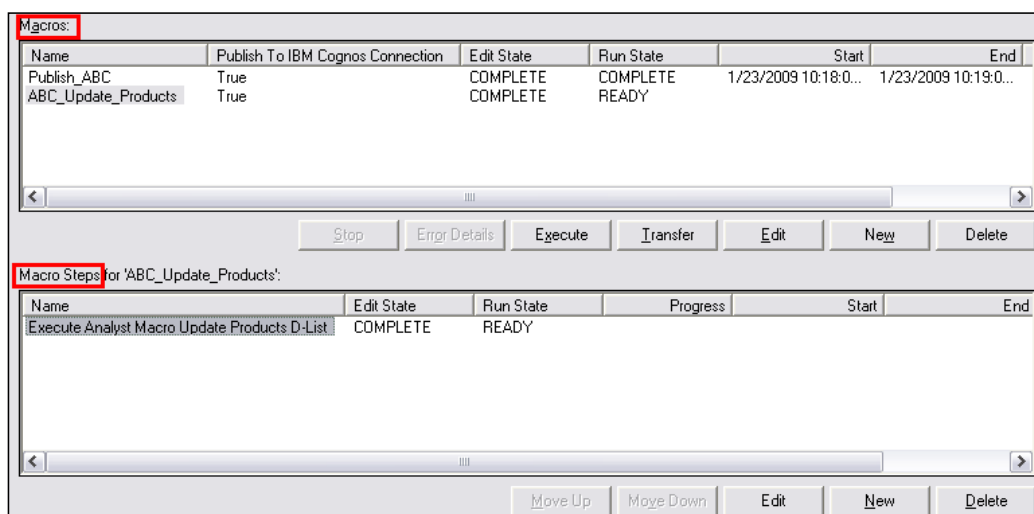 Macros:
Name Publish To IBM Cognos Connection Edit State Run State Start End
Publish_ABC True COMPLETE COMPLETE 1/23/2009 10:18:0... 1/23/2009 10:19:0...
ABC_Update_Products True COMPLETE READY
Stop Error Details Execute Transfer Edit New Delete
Macro Steps for 'ABC_Update_Products':
Name Edit State Run State Progress Start End
Execute Analyst Macro Update Products D-List COMPLETE READY
Move Up Move Down Edit New Delete